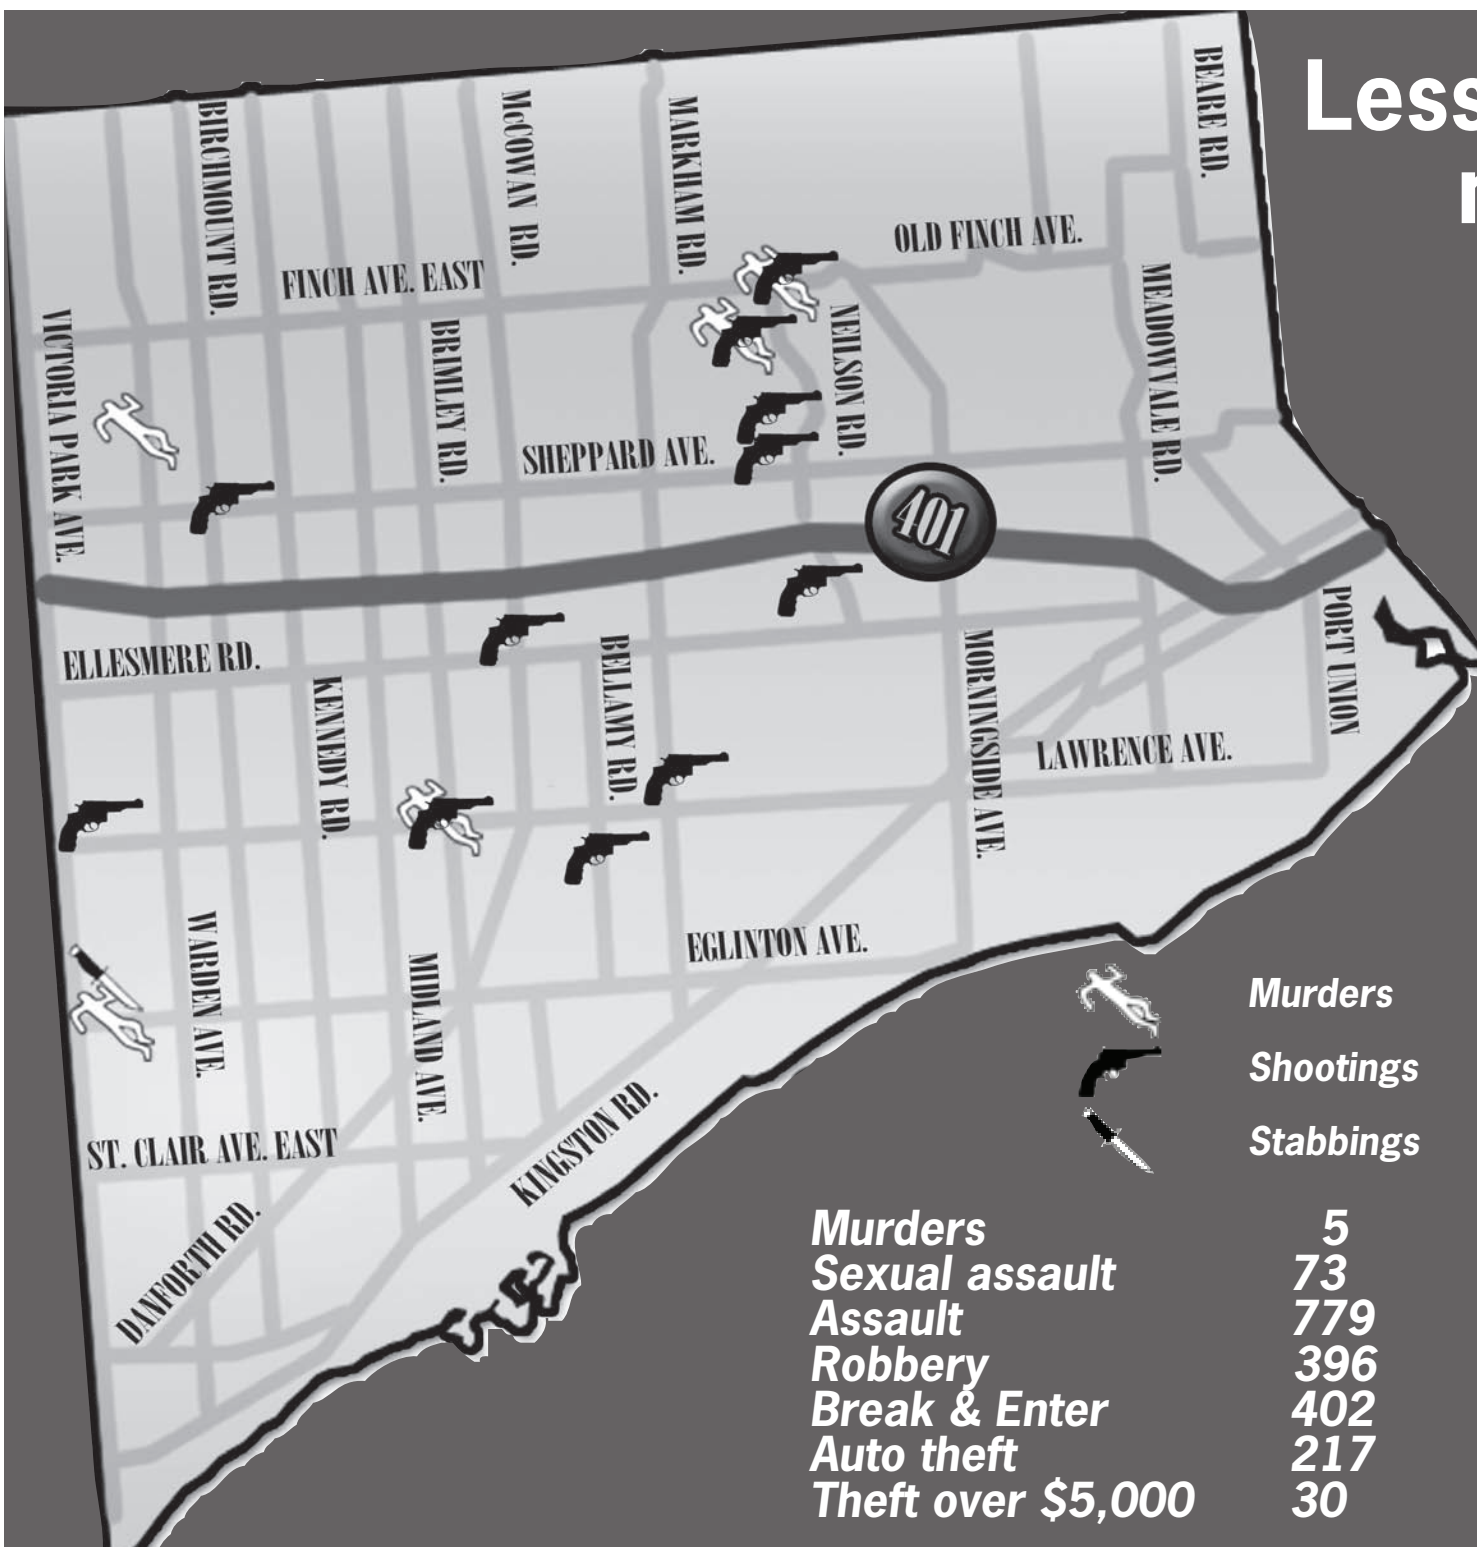 Less
BEARE RD.
BIRCHMOUNT RD.
McCOWAN RD.
MARKHAM RD.
OLD FINCH AVE.
FINCH AVE. EAST
MEADOWVALE RD.
NEILSON RD.
VICTORIA PARK AVE.
BRIMLEY RD.
SHEPPARD AVE.
401
PORT UNION
ELLESMERE RD.
BELLAMY RD.
MORNINGSIDE AVE.
KENNEDY RD.
LAWRENCE AVE.
WARDEN AVE.
EGLINTON AVE.
MIDLAND AVE.
Murders
Shootings
Stabbings
KINGSTON RD.
ST. CLAIR AVE. EAST
DANFORTH RD.
Murders 5
Sexual assault 73
Assault 779
Robbery 396
Break & Enter 402
Auto theft 217
Theft over $5,000 30